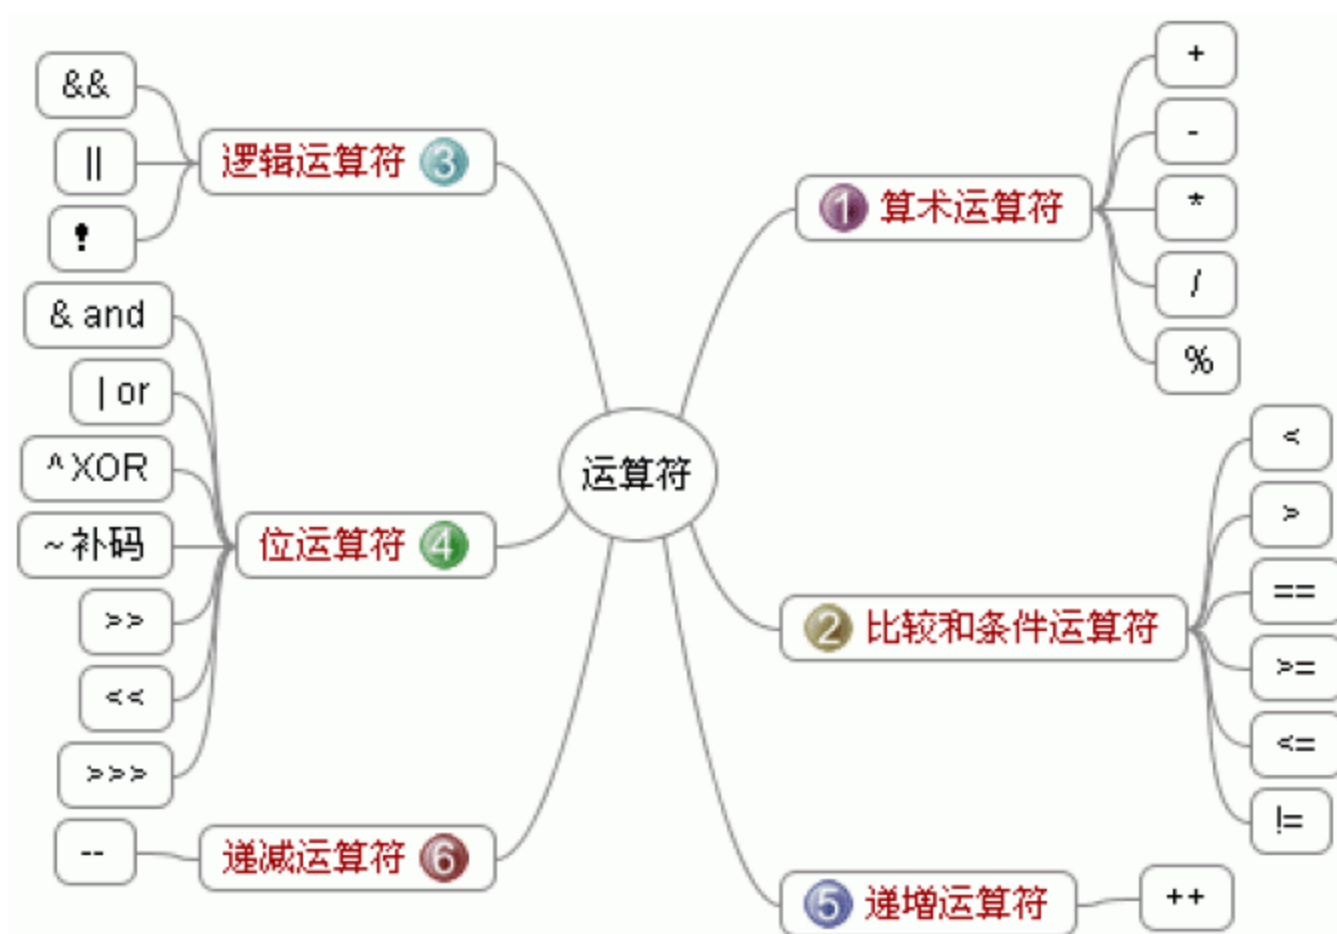 运算符
1 算术运算符
+
-
*
/
%
2 比较和条件运算符
<
>
==
>=
<=
!=
逻辑运算符 3
&&
||
!
位运算符 4
& and
| or
^ XOR
~ 补码
>>
<<
>>>
5 递增运算符
++
递减运算符 6
--